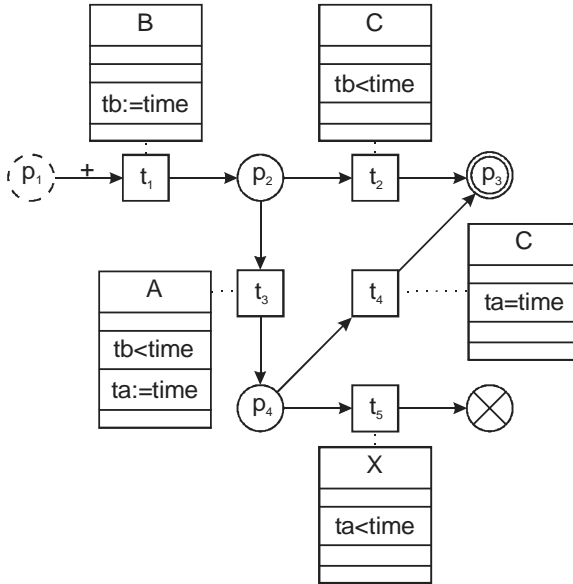 B
C
tb:=time
tb<time
p₁
+
t₁
p₂
t₂
p₃
A
t₃
t₄
C
tb<time
ta:=time
ta=time
p₄
t₅
X
ta<time